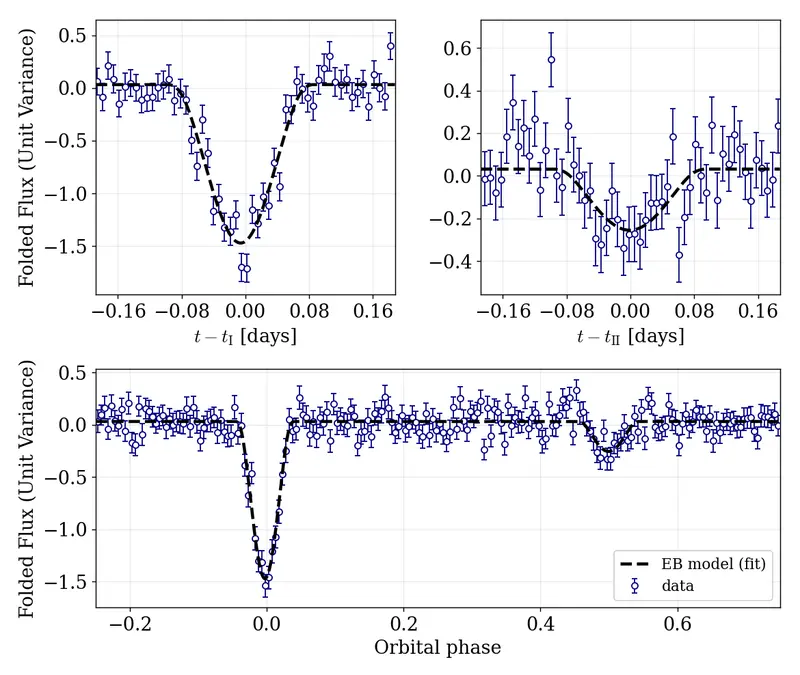 Folded Flux (Unit Variance)
0.5
0.0
−0.5
−1.0
−1.5
−0.16 −0.08 0.00 0.08 0.16
t − tI [days]
0.6
0.4
0.2
0.0
−0.2
−0.4
−0.16 −0.08 0.00 0.08 0.16
t − tII [days]
Folded Flux (Unit Variance)
0.5
0.0
−0.5
−1.0
−1.5
−0.2 0.0 0.2 0.4 0.6
Orbital phase
EB model (fit)
data